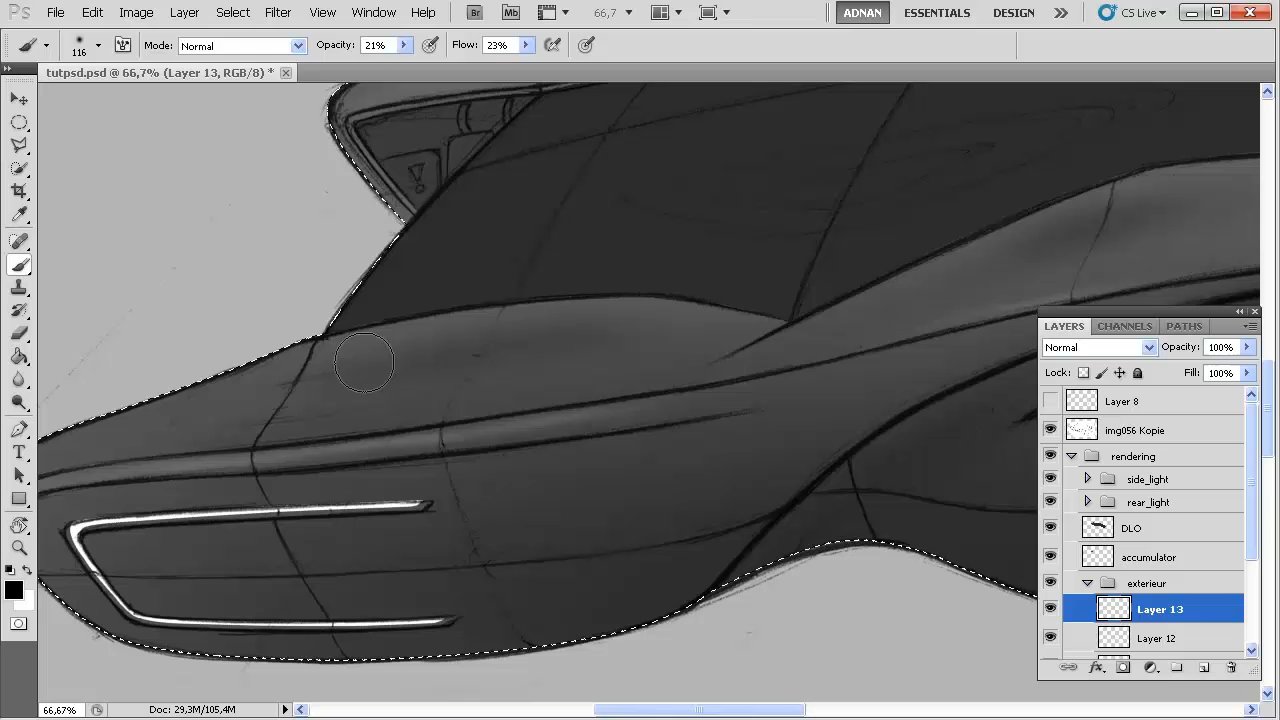 Ps File Edit Image Layer Select Filter View Window Help Br Mb 66,7 ADNAN ESSENTIALS DESIGN CS Live
116 Mode: Normal Opacity: 21% Flow: 23%
tutpsd.psd @ 66,7% (Layer 13, RGB/8) *
LAYERS CHANNELS PATHS
Normal Opacity: 100%
Lock: Fill: 100%
Layer 8
img056 Kopie
rendering
side_light
rear_light
DLO
accumulator
exterieur
Layer 13
Layer 12
66,67% Doc: 29,3M/105,4M